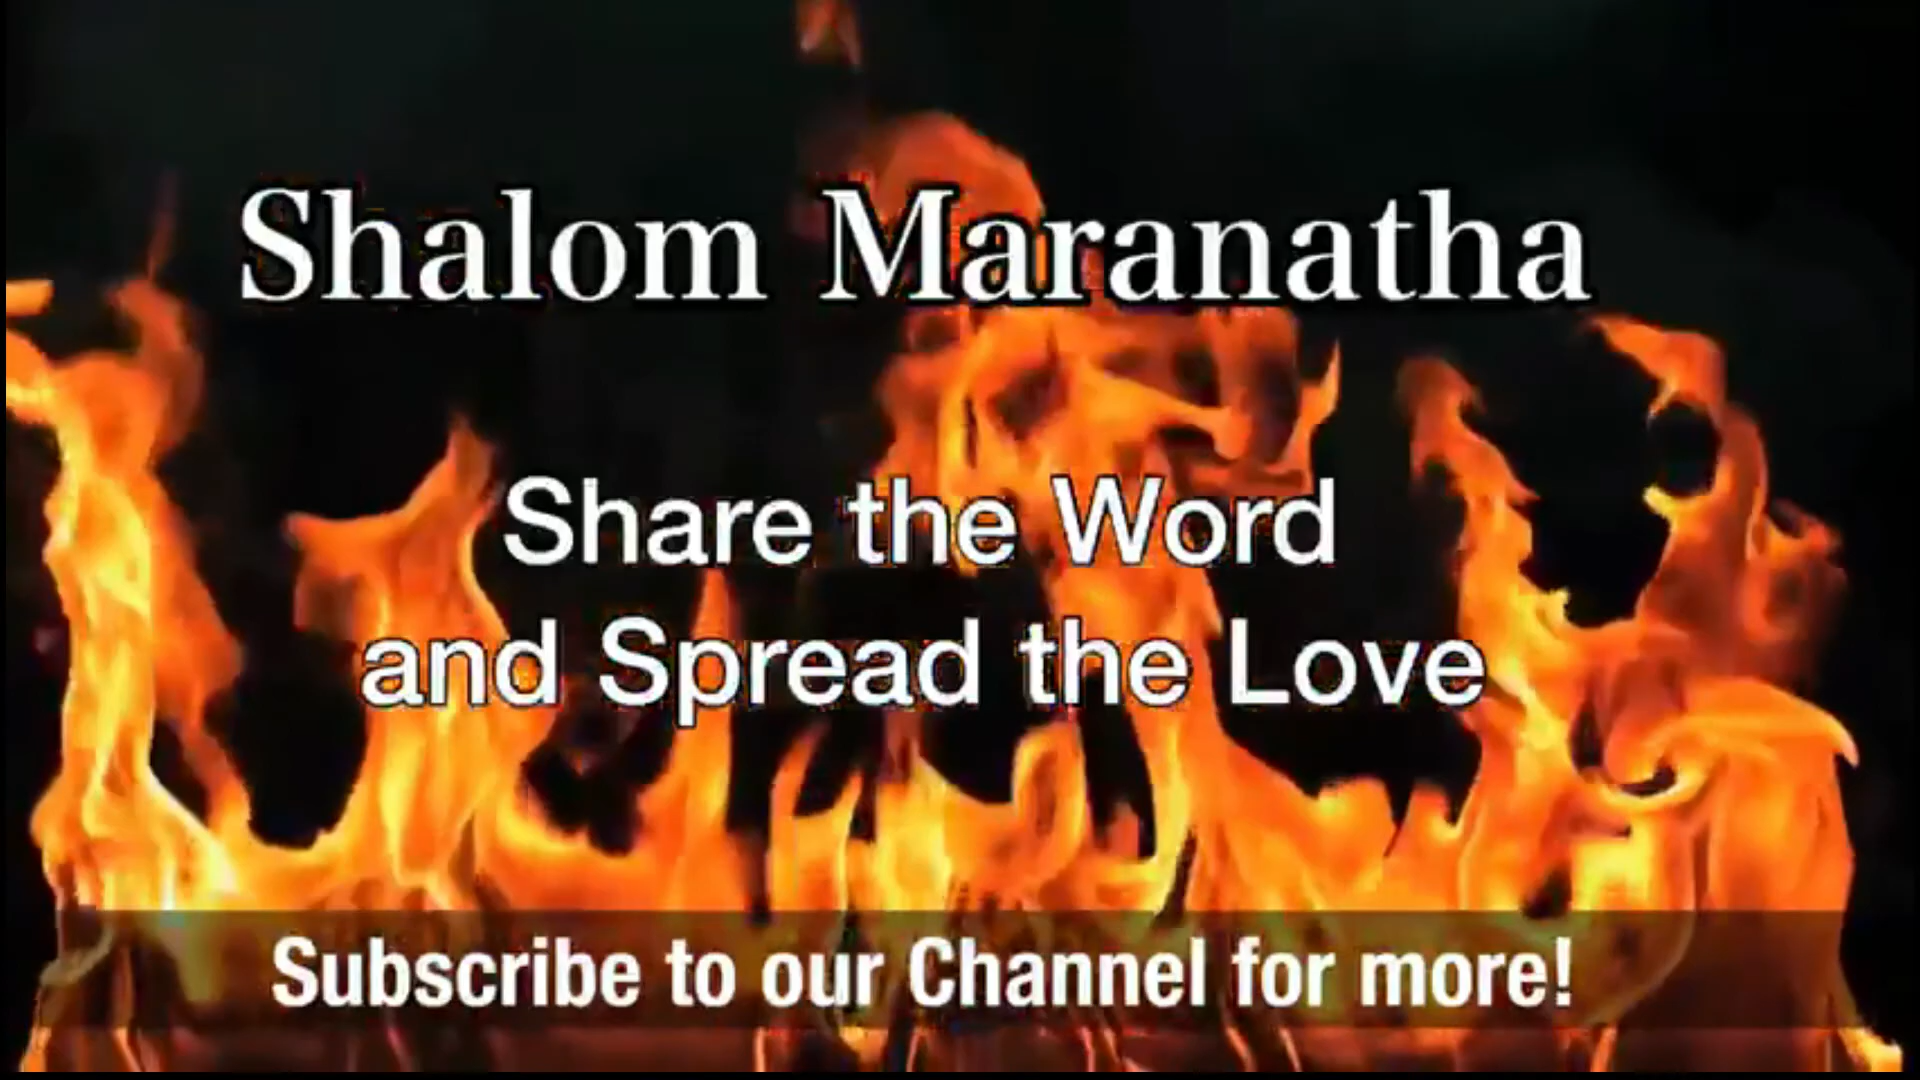 Shalom Maranatha
Share the Word
and Spread the Love
Subscribe to our Channel for more!